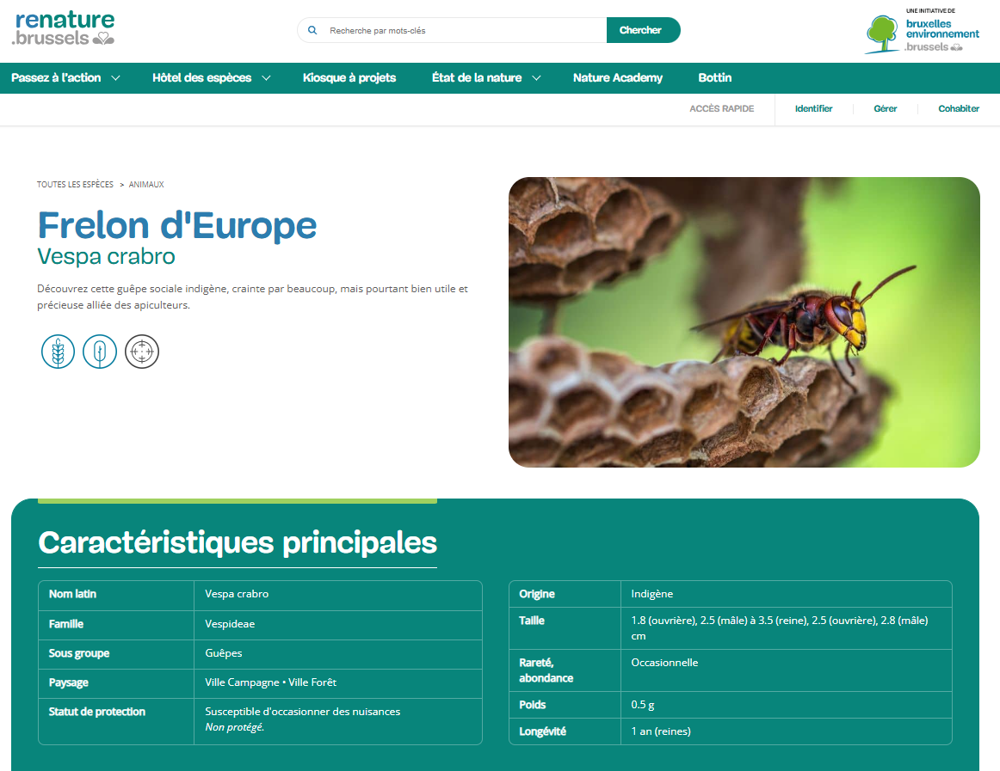 renature
.brussels
Recherche par mots-clés
Chercher
UNE INITIATIVE DE
bruxelles
environnement
.brussels
Passez à l'action
Hôtel des espèces
Kiosque à projets
État de la nature
Nature Academy
Bottin
ACCÈS RAPIDE
Identifier
Gérer
Cohabiter
TOUTES LES ESPÈCES > ANIMAUX
Frelon d'Europe
Vespa crabro
Découvrez cette guêpe sociale indigène, crainte par beaucoup, mais pourtant bien utile et
précieuse alliée des apiculteurs.
Caractéristiques principales
Nom latin
Vespa crabro
Famille
Vespideae
Sous groupe
Guêpes
Paysage
Ville Campagne • Ville Forêt
Statut de protection
Susceptible d'occasionner des nuisances
Non protégé.
Origine
Indigène
Taille
1.8 (ouvrière), 2.5 (mâle) à 3.5 (reine), 2.5 (ouvrière), 2.8 (mâle)
cm
Rareté,
abondance
Occasionnelle
Poids
0.5 g
Longévité
1 an (reines)